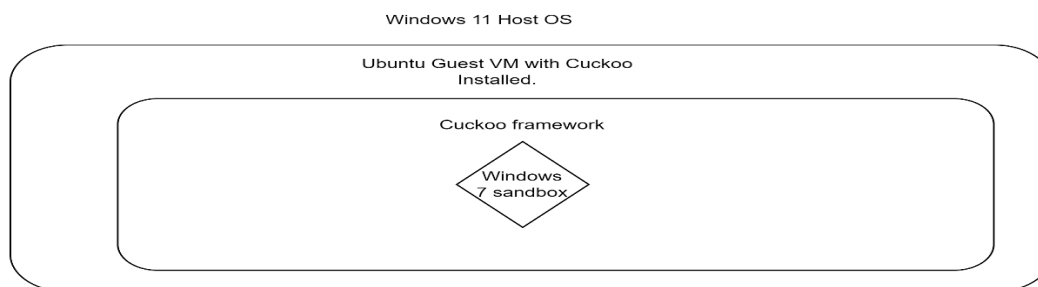 Windows 11 Host OS
Ubuntu Guest VM with Cuckoo
Installed.
Cuckoo framework
Windows
7 sandbox